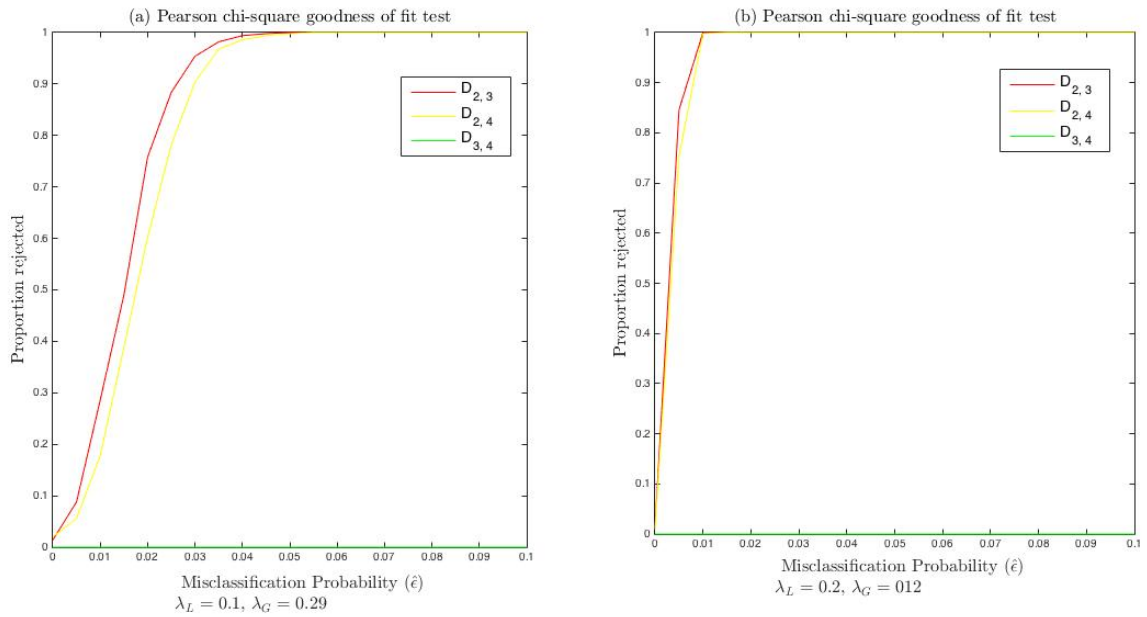 (a) Pearson chi-square goodness of fit test
1
0.9
0.8
0.7
0.6
0.5
0.4
0.3
0.2
0.1
0
Proportion rejected
D2, 3
D2, 4
D3, 4
0 0.01 0.02 0.03 0.04 0.05 0.06 0.07 0.08 0.09 0.1
Misclassification Probability (ϵ̂)
λL = 0.1, λG = 0.29
(b) Pearson chi-square goodness of fit test
1
0.9
0.8
0.7
0.6
0.5
0.4
0.3
0.2
0.1
0
Proportion rejected
D2, 3
D2, 4
D3, 4
0 0.01 0.02 0.03 0.04 0.05 0.06 0.07 0.08 0.09 0.1
Misclassification Probability (ϵ̂)
λL = 0.2, λG = 012